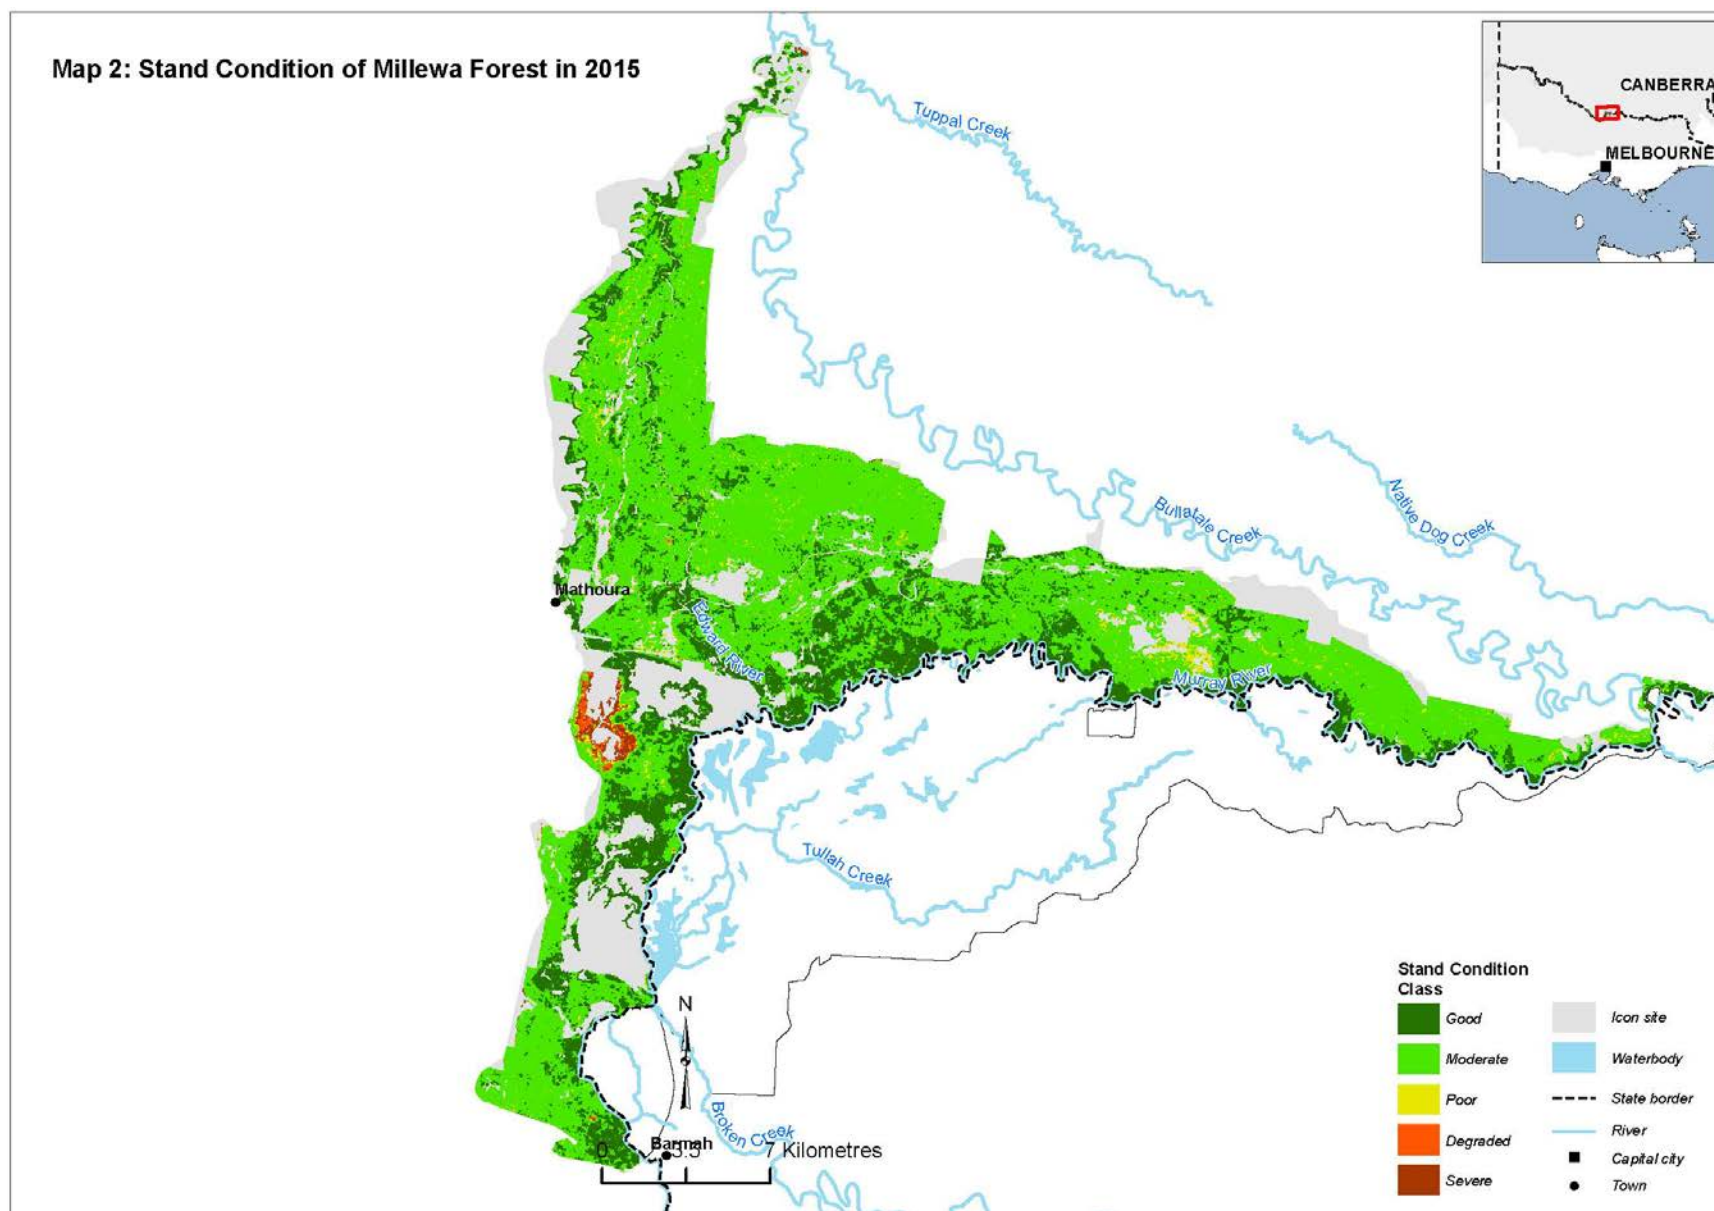 Map 2: Stand Condition of Millewa Forest in 2015
CANBERRA
MELBOURNE
Tuppal Creek
Bullatale Creek
Native Dog Creek
Mathoura
Edward River
Murray River
Tullah Creek
N
Broken Creek
Barmah
0 3.5 7 Kilometres
Stand Condition
Class
Good
Moderate
Poor
Degraded
Severe
Icon site
Waterbody
State border
River
Capital city
Town